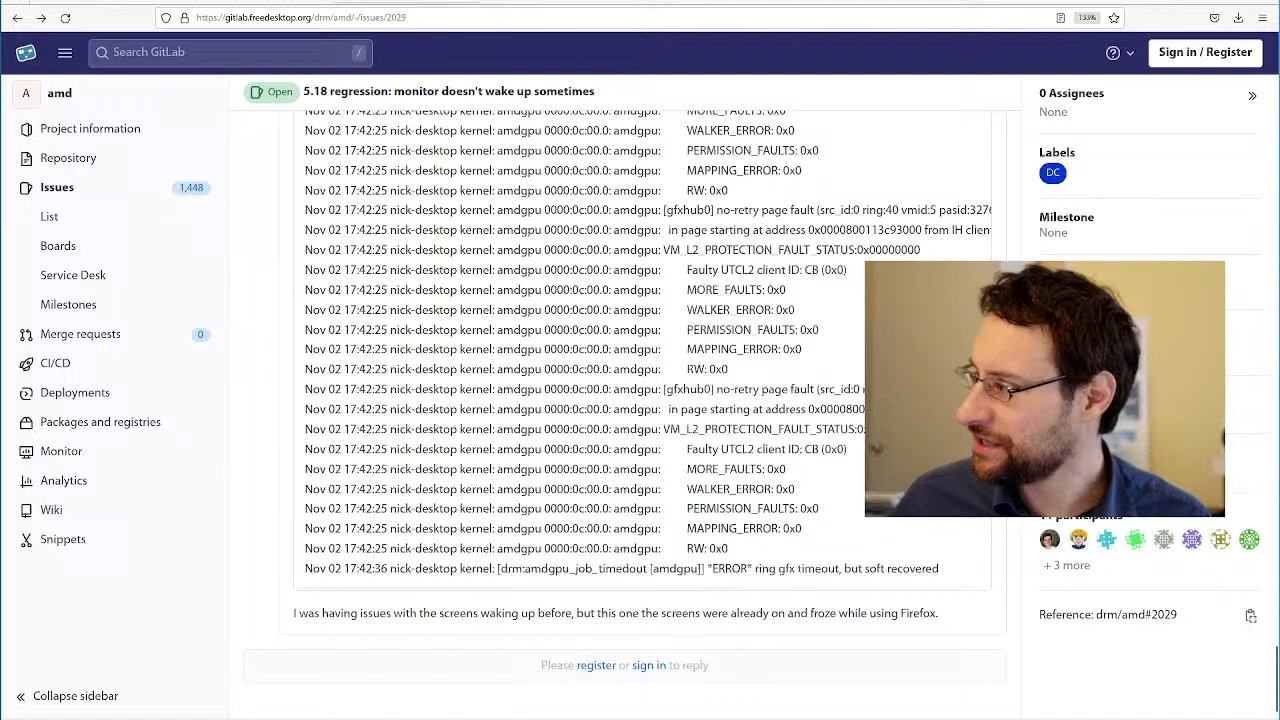 https://gitlab.freedesktop.org/drm/amd/-/issues/2029
133%
Search GitLab
/
Sign in / Register
A amd
Project information
Repository
Issues 1,448
List
Boards
Service Desk
Milestones
Merge requests 0
CI/CD
Deployments
Packages and registries
Monitor
Analytics
Wiki
Snippets
Collapse sidebar
Open 5.18 regression: monitor doesn't wake up sometimes
Nov 02 17:42:25 nick-desktop kernel: amdgpu 0000:0c:00.0: amdgpu: MORE_FAULTS: 0x0
Nov 02 17:42:25 nick-desktop kernel: amdgpu 0000:0c:00.0: amdgpu: WALKER_ERROR: 0x0
Nov 02 17:42:25 nick-desktop kernel: amdgpu 0000:0c:00.0: amdgpu: PERMISSION_FAULTS: 0x0
Nov 02 17:42:25 nick-desktop kernel: amdgpu 0000:0c:00.0: amdgpu: MAPPING_ERROR: 0x0
Nov 02 17:42:25 nick-desktop kernel: amdgpu 0000:0c:00.0: amdgpu: RW: 0x0
Nov 02 17:42:25 nick-desktop kernel: amdgpu 0000:0c:00.0: amdgpu: [gfxhub0] no-retry page fault (src_id:0 ring:40 vmid:5 pasid:3276
Nov 02 17:42:25 nick-desktop kernel: amdgpu 0000:0c:00.0: amdgpu: in page starting at address 0x0000800113c93000 from IH client
Nov 02 17:42:25 nick-desktop kernel: amdgpu 0000:0c:00.0: amdgpu: VM_L2_PROTECTION_FAULT_STATUS:0x00000000
Nov 02 17:42:25 nick-desktop kernel: amdgpu 0000:0c:00.0: amdgpu: Faulty UTCL2 client ID: CB (0x0)
Nov 02 17:42:25 nick-desktop kernel: amdgpu 0000:0c:00.0: amdgpu: MORE_FAULTS: 0x0
Nov 02 17:42:25 nick-desktop kernel: amdgpu 0000:0c:00.0: amdgpu: WALKER_ERROR: 0x0
Nov 02 17:42:25 nick-desktop kernel: amdgpu 0000:0c:00.0: amdgpu: PERMISSION_FAULTS: 0x0
Nov 02 17:42:25 nick-desktop kernel: amdgpu 0000:0c:00.0: amdgpu: MAPPING_ERROR: 0x0
Nov 02 17:42:25 nick-desktop kernel: amdgpu 0000:0c:00.0: amdgpu: RW: 0x0
Nov 02 17:42:25 nick-desktop kernel: amdgpu 0000:0c:00.0: amdgpu: [gfxhub0] no-retry page fault (src_id:0 r
Nov 02 17:42:25 nick-desktop kernel: amdgpu 0000:0c:00.0: amdgpu: in page starting at address 0x0000800
Nov 02 17:42:25 nick-desktop kernel: amdgpu 0000:0c:00.0: amdgpu: VM_L2_PROTECTION_FAULT_STATUS:0
Nov 02 17:42:25 nick-desktop kernel: amdgpu 0000:0c:00.0: amdgpu: Faulty UTCL2 client ID: CB (0x0)
Nov 02 17:42:25 nick-desktop kernel: amdgpu 0000:0c:00.0: amdgpu: MORE_FAULTS: 0x0
Nov 02 17:42:25 nick-desktop kernel: amdgpu 0000:0c:00.0: amdgpu: WALKER_ERROR: 0x0
Nov 02 17:42:25 nick-desktop kernel: amdgpu 0000:0c:00.0: amdgpu: PERMISSION_FAULTS: 0x0
Nov 02 17:42:25 nick-desktop kernel: amdgpu 0000:0c:00.0: amdgpu: MAPPING_ERROR: 0x0
Nov 02 17:42:25 nick-desktop kernel: amdgpu 0000:0c:00.0: amdgpu: RW: 0x0
Nov 02 17:42:36 nick-desktop kernel: [drm:amdgpu_job_timedout [amdgpu]] *ERROR* ring gfx timeout, but soft recovered
I was having issues with the screens waking up before, but this one the screens were already on and froze while using Firefox.
Please register or sign in to reply
0 Assignees
None
Labels
DC
Milestone
None
participants
+ 3 more
Reference: drm/amd#2029